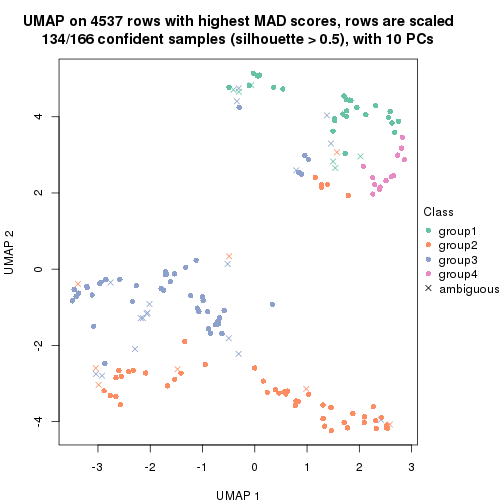 UMAP on 4537 rows with highest MAD scores, rows are scaled
134/166 confident samples (silhouette > 0.5), with 10 PCs
4
2
0
-2
-4
UMAP 2
-3
-2
-1
0
1
2
3
UMAP 1
Class
group1
group2
group3
group4
ambiguous